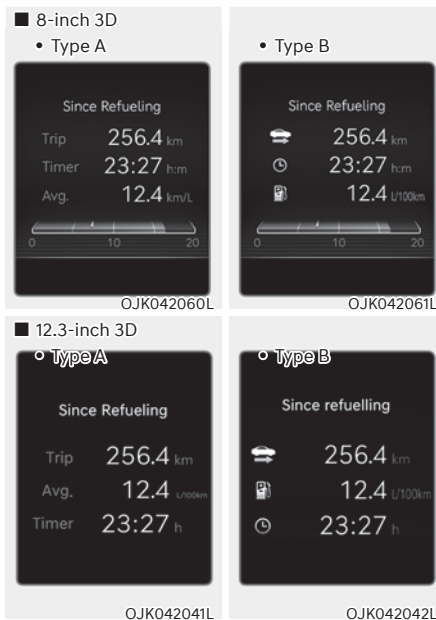 ■ 8-inch 3D
• Type A
Since Refueling
Trip 256.4 km
Timer 23:27 h:m
Avg. 12.4 km/L
0 10 20
OJK042060L
• Type B
Since Refueling
256.4 km
23:27 h:m
12.4 L/100km
0 10 20
OJK042061L
■ 12.3-inch 3D
• Type A
Since Refueling
Trip 256.4 km
Avg. 12.4 L/100km
Timer 23:27 h
OJK042041L
• Type B
Since refuelling
256.4 km
12.4 L/100km
23:27 h
OJK042042L